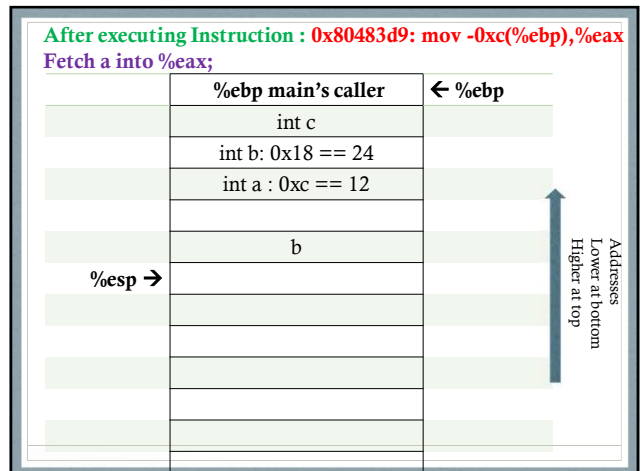 After executing Instruction : 0x80483d9: mov -0xc(%ebp),%eax
Fetch a into %eax;
%ebp main's caller
← %ebp
int c
int b: 0x18 == 24
int a : 0xc == 12
b
%esp →
Addresses
Lower at bottom
Higher at top